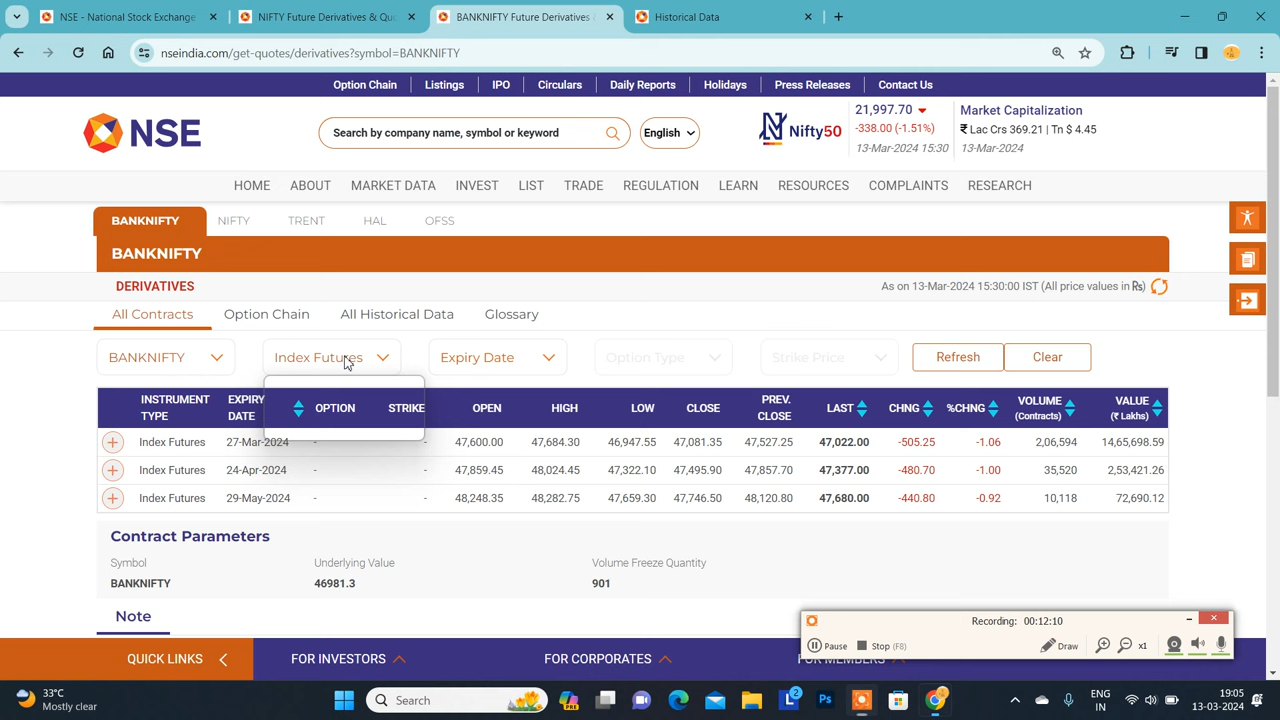 NSE - National Stock Exchange
NIFTY Future Derivatives & Quo
BANKNIFTY Future Derivatives &
Historical Data
nseindia.com/get-quotes/derivatives?symbol=BANKNIFTY
Option Chain Listings IPO Circulars Daily Reports Holidays Press Releases Contact Us
NSE
Search by company name, symbol or keyword
English
Nifty50
21,997.70
-338.00 (-1.51%)
13-Mar-2024 15:30
Market Capitalization
₹ Lac Crs 369.21 | Tn $ 4.45
13-Mar-2024
HOME ABOUT MARKET DATA INVEST LIST TRADE REGULATION LEARN RESOURCES COMPLAINTS RESEARCH
BANKNIFTY NIFTY TRENT HAL OFSS
BANKNIFTY
DERIVATIVES
As on 13-Mar-2024 15:30:00 IST (All price values in ₨)
All Contracts Option Chain All Historical Data Glossary
BANKNIFTY Index Futures Expiry Date Option Type Strike Price Refresh Clear
INSTRUMENT TYPE EXPIRY DATE OPTION STRIKE OPEN HIGH LOW CLOSE PREV. CLOSE LAST CHNG %CHNG VOLUME (Contracts) VALUE (₹ Lakhs)
Index Futures 27-Mar-2024 - - 47,600.00 47,684.30 46,947.55 47,081.35 47,527.25 47,022.00 -505.25 -1.06 2,06,594 14,65,698.59
Index Futures 24-Apr-2024 - - 47,859.45 48,024.45 47,322.10 47,495.90 47,857.70 47,377.00 -480.70 -1.00 35,520 2,53,421.26
Index Futures 29-May-2024 - - 48,248.35 48,282.75 47,659.30 47,746.50 48,120.80 47,680.00 -440.80 -0.92 10,118 72,690.12
Contract Parameters
Symbol Underlying Value Volume Freeze Quantity
BANKNIFTY 46981.3 901
Note
Recording: 00:12:10
Pause Stop (F8) Draw x1
QUICK LINKS FOR INVESTORS FOR CORPORATES FOR MEMBERS
33°C
Mostly clear
Search
2
Ps
ENG
IN
19:05
13-03-2024